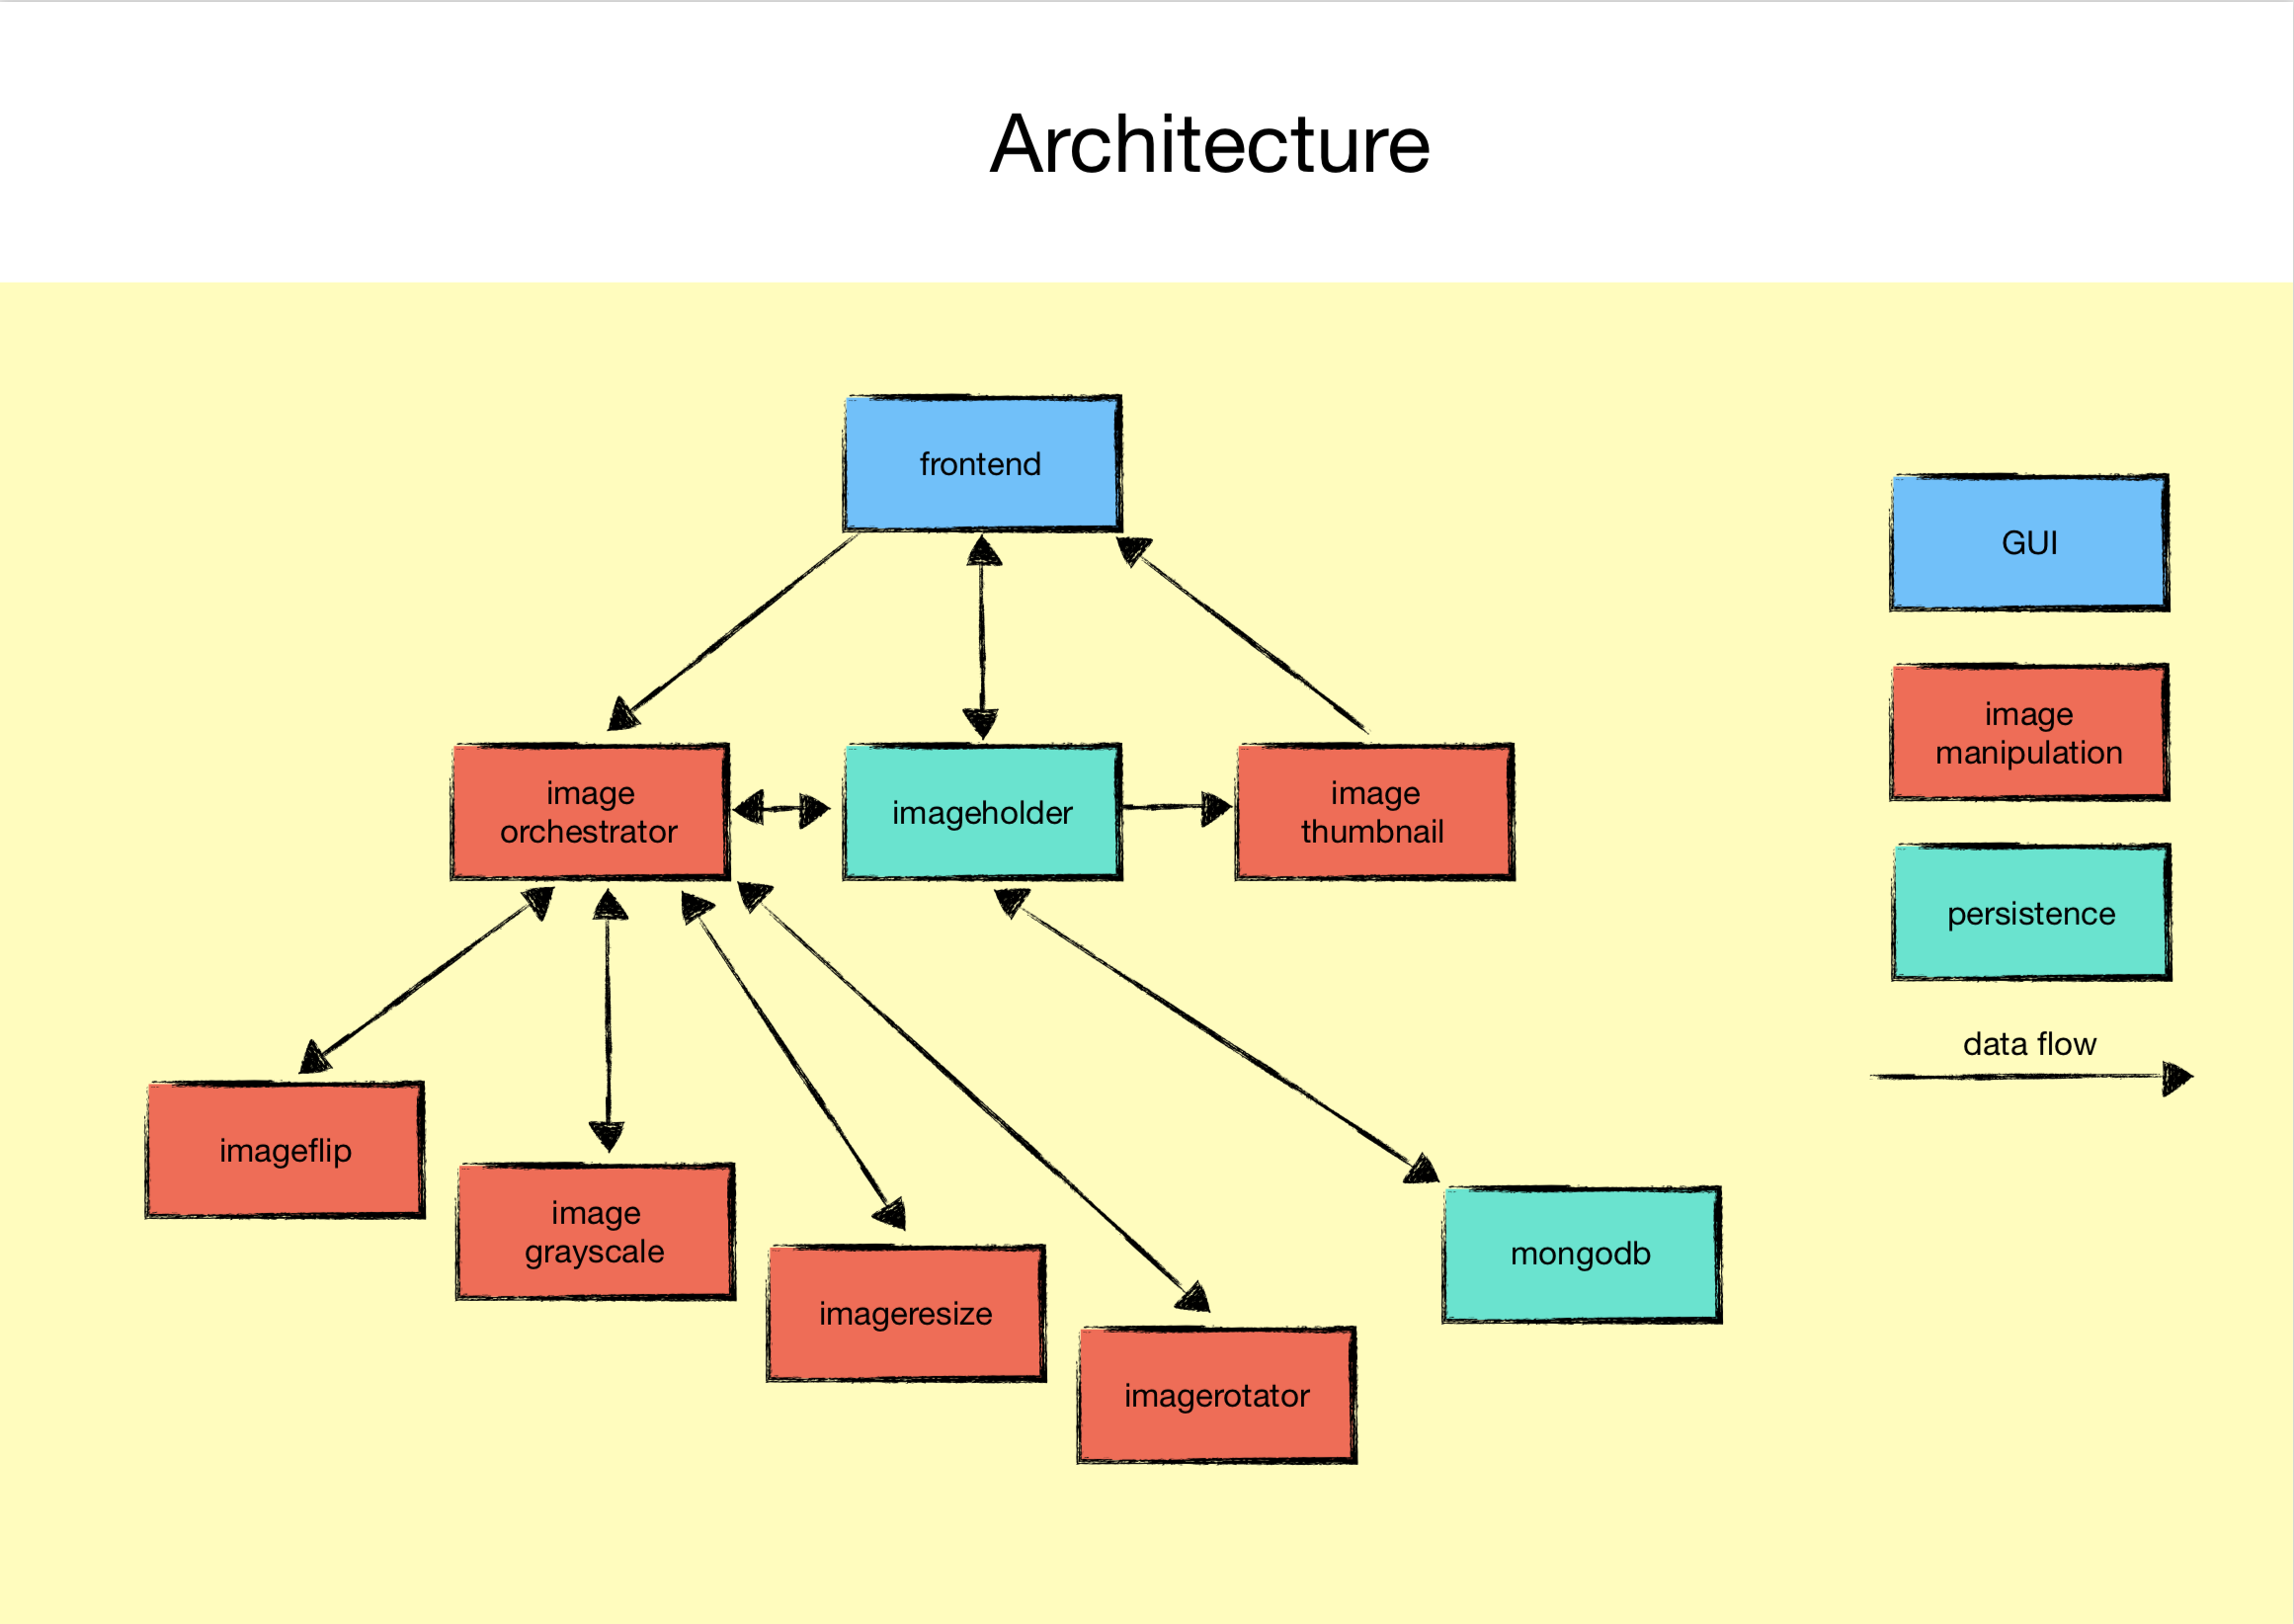 Architecture
frontend
GUI
image
manipulation
image
orchestrator
imageholder
image
thumbnail
persistence
data flow
imageflip
image
grayscale
imageresize
imagerotator
mongodb